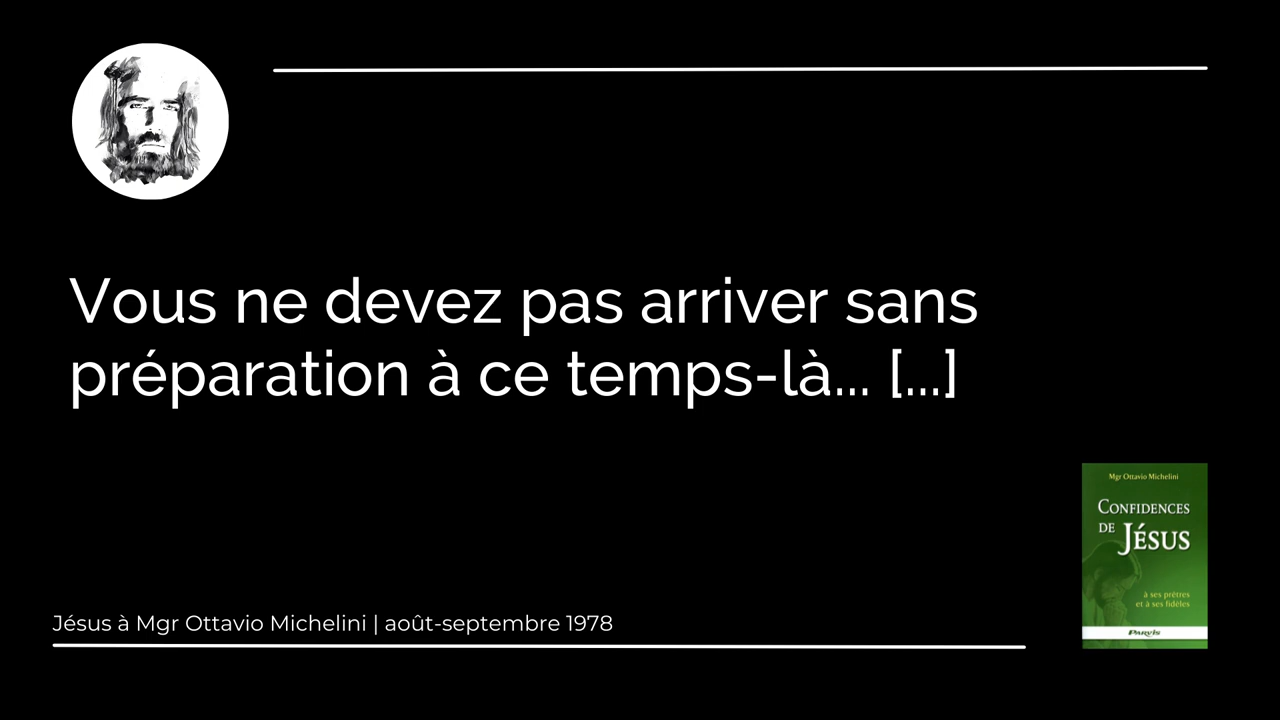 Vous ne devez pas arriver sans
préparation à ce temps-là... [...]
Mgr Ottavio Michelini
CONFIDENCES
DE JÉSUS
à ses prêtres
et à ses fidèles
PARVIS
Jésus à Mgr Ottavio Michelini | août-septembre 1978